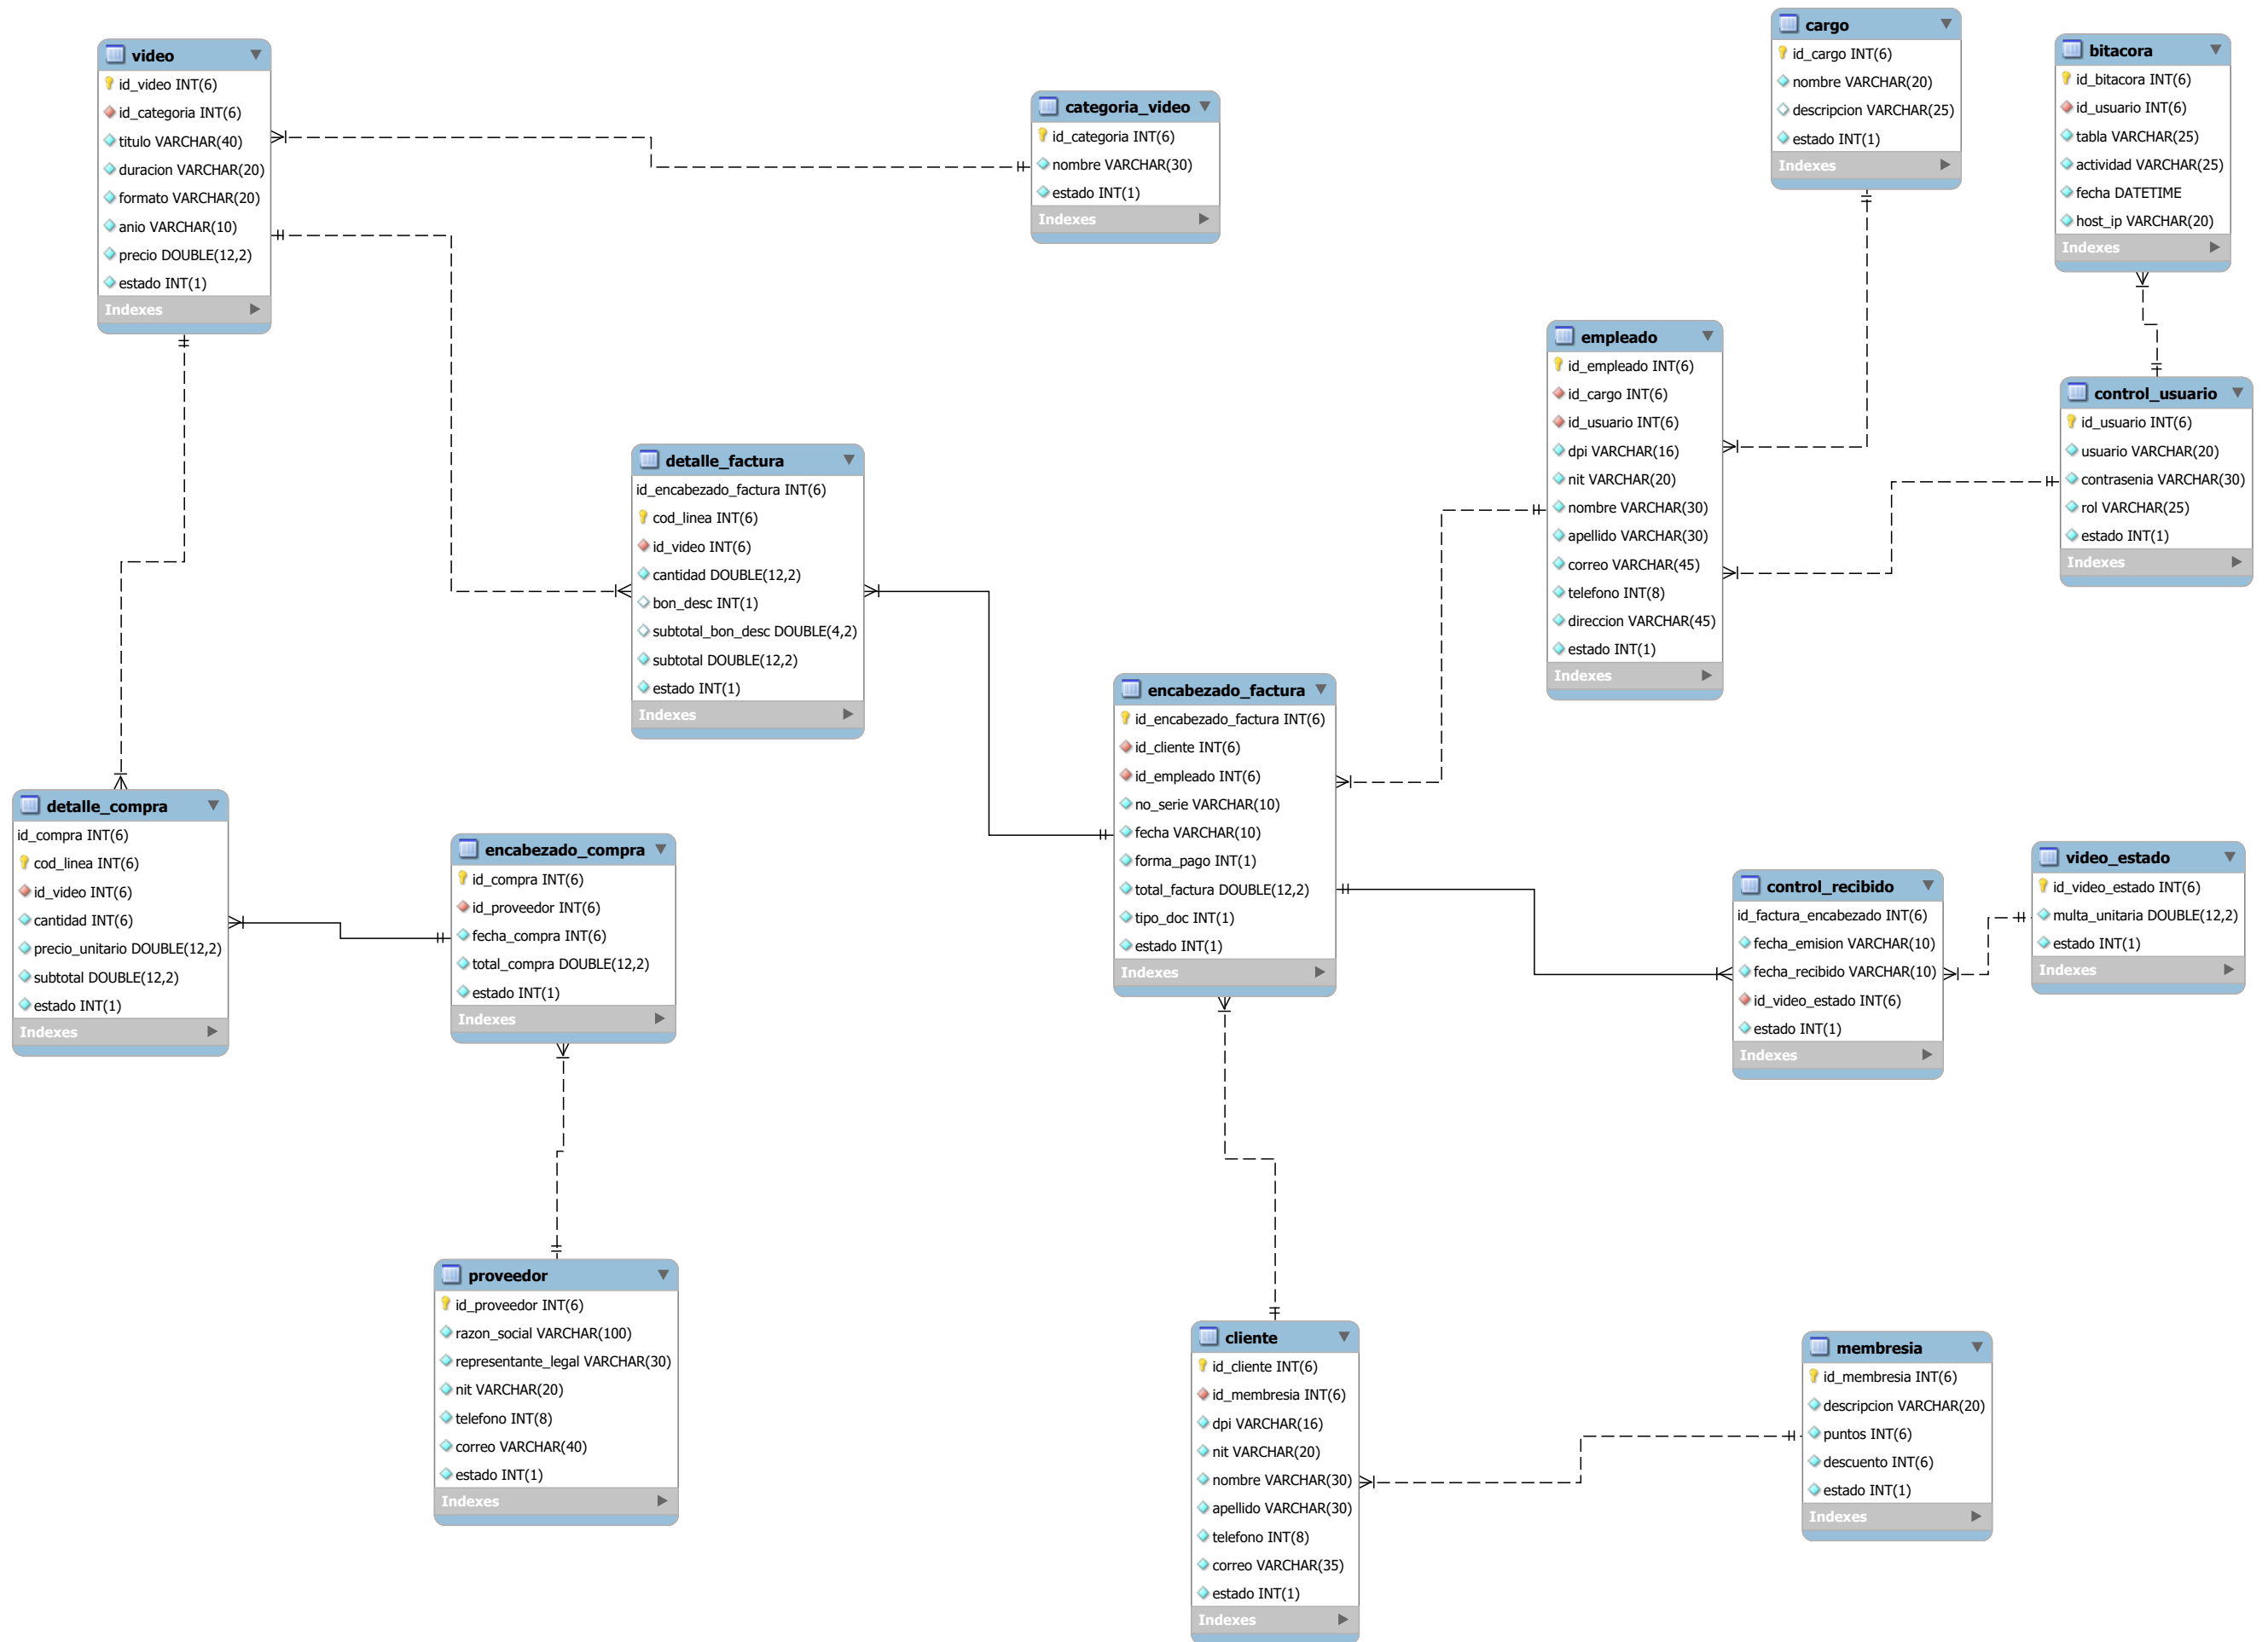 video
id_video INT(6)
id_categoria INT(6)
titulo VARCHAR(40)
duracion VARCHAR(20)
formato VARCHAR(20)
anio VARCHAR(10)
precio DOUBLE(12,2)
estado INT(1)
Indexes
categoria_video
id_categoria INT(6)
nombre VARCHAR(30)
estado INT(1)
Indexes
cargo
id_cargo INT(6)
nombre VARCHAR(20)
descripcion VARCHAR(25)
estado INT(1)
Indexes
bitacora
id_bitacora INT(6)
id_usuario INT(6)
tabla VARCHAR(25)
actividad VARCHAR(25)
fecha DATETIME
host_ip VARCHAR(20)
Indexes
empleado
id_empleado INT(6)
id_cargo INT(6)
id_usuario INT(6)
dpi VARCHAR(16)
nit VARCHAR(20)
nombre VARCHAR(30)
apellido VARCHAR(30)
correo VARCHAR(45)
telefono INT(8)
direccion VARCHAR(45)
estado INT(1)
Indexes
control_usuario
id_usuario INT(6)
usuario VARCHAR(20)
contrasenia VARCHAR(30)
rol VARCHAR(25)
estado INT(1)
Indexes
detalle_factura
id_encabezado_factura INT(6)
cod_linea INT(6)
id_video INT(6)
cantidad DOUBLE(12,2)
bon_desc INT(1)
subtotal_bon_desc DOUBLE(4,2)
subtotal DOUBLE(12,2)
estado INT(1)
Indexes
encabezado_factura
id_encabezado_factura INT(6)
id_cliente INT(6)
id_empleado INT(6)
no_serie VARCHAR(10)
fecha VARCHAR(10)
forma_pago INT(1)
total_factura DOUBLE(12,2)
tipo_doc INT(1)
estado INT(1)
Indexes
detalle_compra
id_compra INT(6)
cod_linea INT(6)
id_video INT(6)
cantidad INT(6)
precio_unitario DOUBLE(12,2)
subtotal DOUBLE(12,2)
estado INT(1)
Indexes
encabezado_compra
id_compra INT(6)
id_proveedor INT(6)
fecha_compra INT(6)
total_compra DOUBLE(12,2)
estado INT(1)
Indexes
control_recibido
id_factura_encabezado INT(6)
fecha_emision VARCHAR(10)
fecha_recibido VARCHAR(10)
id_video_estado INT(6)
estado INT(1)
Indexes
video_estado
id_video_estado INT(6)
multa_unitaria DOUBLE(12,2)
estado INT(1)
Indexes
proveedor
id_proveedor INT(6)
razon_social VARCHAR(100)
representante_legal VARCHAR(30)
nit VARCHAR(20)
telefono INT(8)
correo VARCHAR(40)
estado INT(1)
Indexes
cliente
id_cliente INT(6)
id_membresia INT(6)
dpi VARCHAR(16)
nit VARCHAR(20)
nombre VARCHAR(30)
apellido VARCHAR(30)
telefono INT(8)
correo VARCHAR(35)
estado INT(1)
Indexes
membresia
id_membresia INT(6)
descripcion VARCHAR(20)
puntos INT(6)
descuento INT(6)
estado INT(1)
Indexes